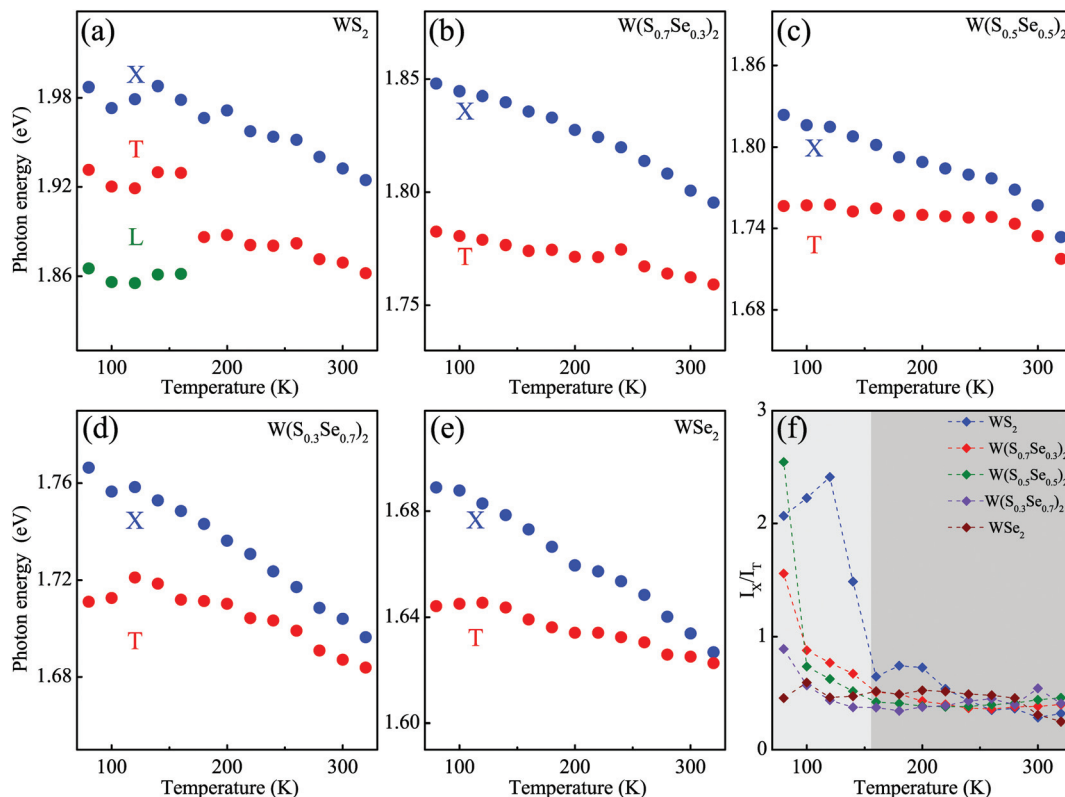 (a) WS₂
X
T
L
1.98
1.92
1.86
Photon energy (eV)
100 200 300
Temperature (K)
(b) W(S₀.₇Se₀.₃)₂
X
T
1.85
1.80
1.75
100 200 300
Temperature (K)
(c) W(S₀.₅Se₀.₅)₂
X
T
1.86
1.80
1.74
1.68
100 200 300
Temperature (K)
(d) W(S₀.₃Se₀.₇)₂
X
T
1.76
1.72
1.68
Photon energy (eV)
100 200 300
Temperature (K)
(e) WSe₂
X
T
1.68
1.64
1.60
100 200 300
Temperature (K)
(f)
WS₂
W(S₀.₇Se₀.₃)₂
W(S₀.₅Se₀.₅)₂
W(S₀.₃Se₀.₇)₂
WSe₂
3
2
1
0
I_X/I_T
100 200 300
Temperature (K)